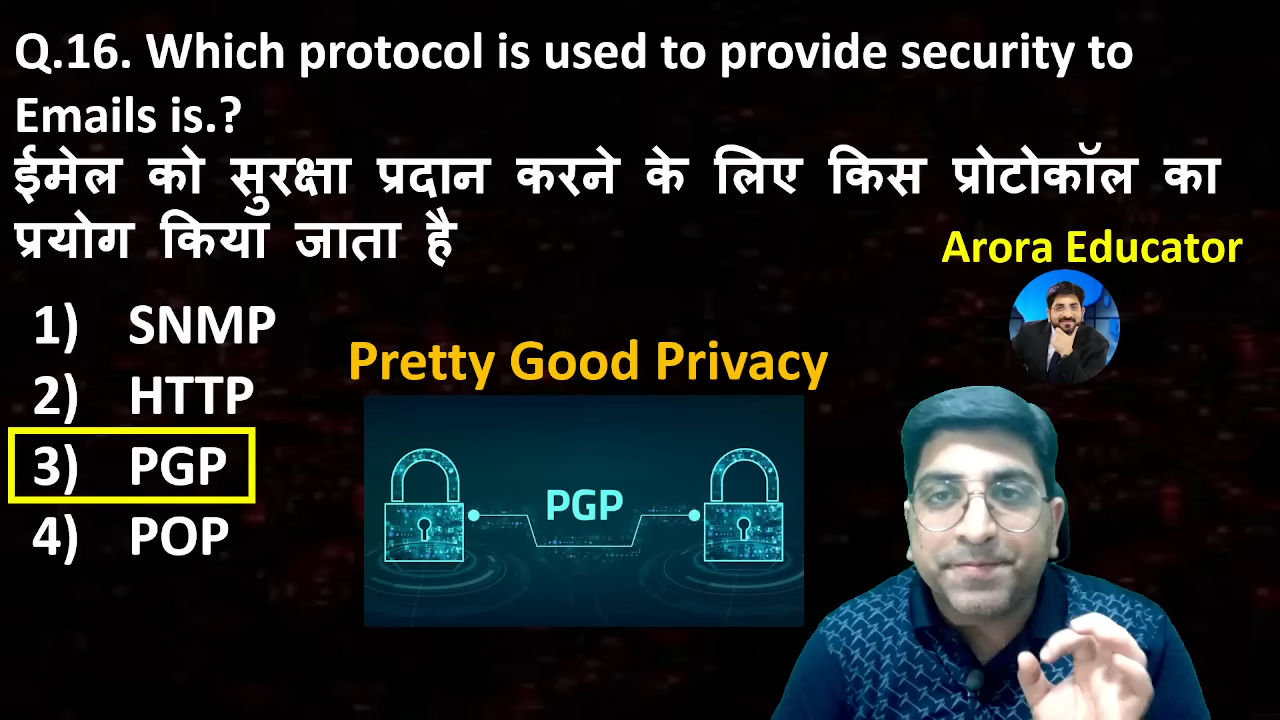 Q.16. Which protocol is used to provide security to
Emails is.?
ईमेल को सुरक्षा प्रदान करने के लिए किस प्रोटोकॉल का
प्रयोग किया जाता है
Arora Educator
1) SNMP
2) HTTP
3) PGP
4) POP
Pretty Good Privacy
PGP